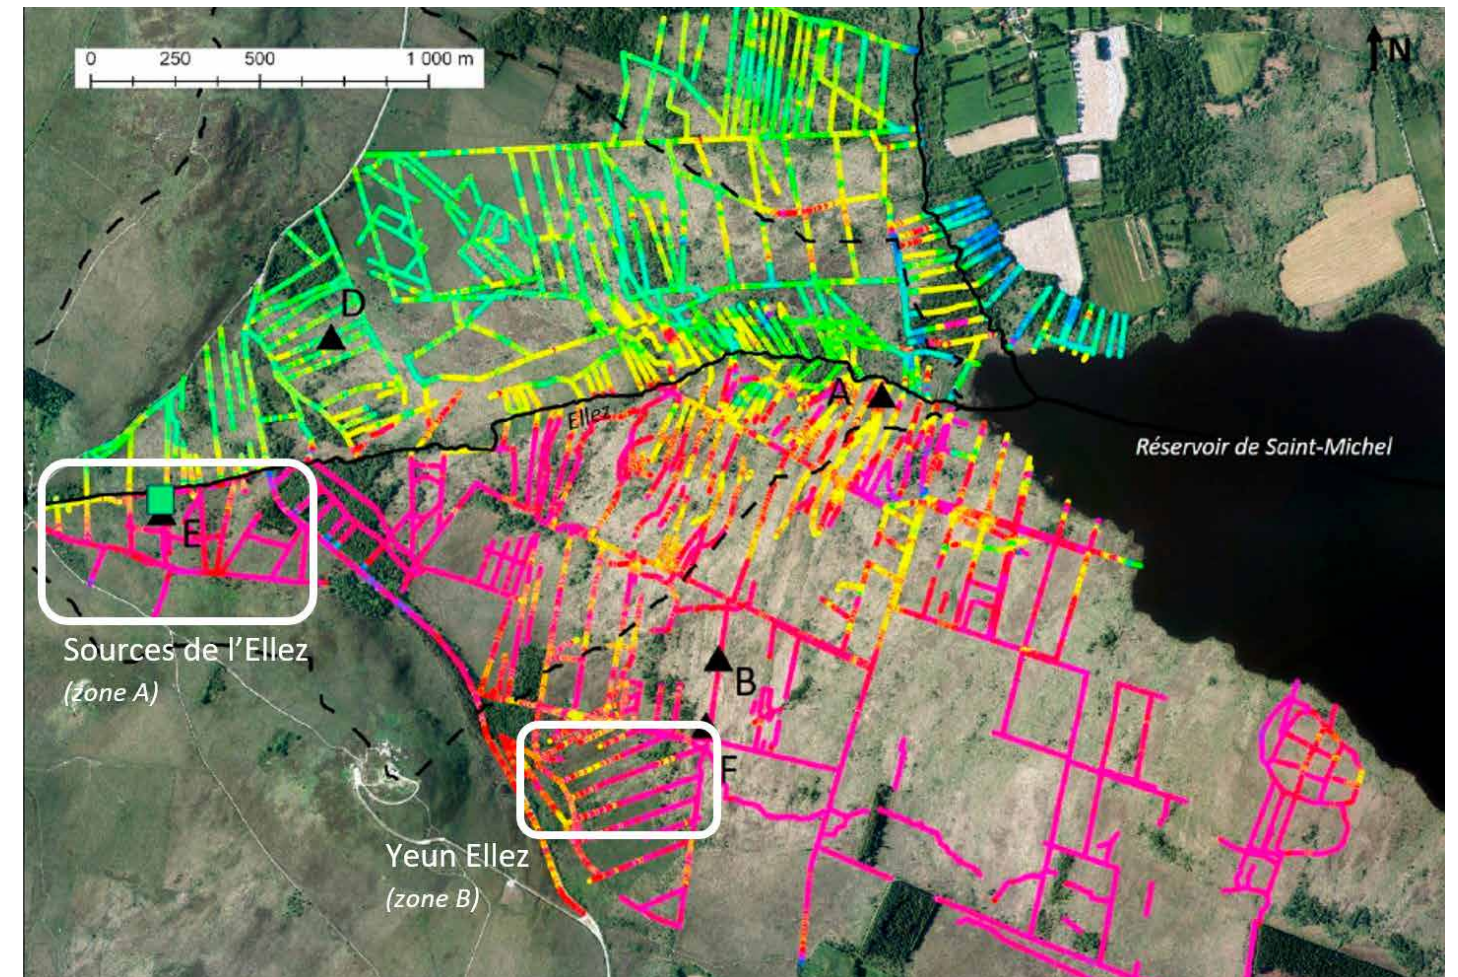 0 250 500 1 000 m
N
D
A
Ellez
Réservoir de Saint-Michel
E
Sources de l'Ellez
(zone A)
B
F
Yeun Ellez
(zone B)